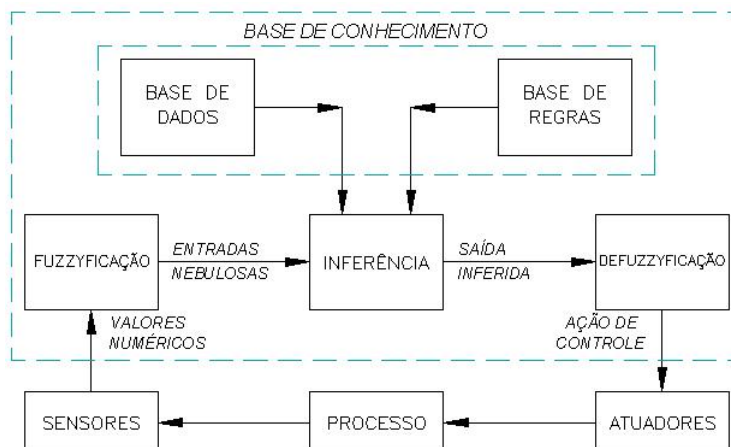 BASE DE CONHECIMENTO
BASE DE
DADOS
BASE DE
REGRAS
FUZZYFICAÇÃO
ENTRADAS
NEBULOSAS
INFERÊNCIA
SAÍDA
INFERIDA
DEFUZZYFICAÇÃO
VALORES
NUMÉRICOS
AÇÃO DE
CONTROLE
SENSORES
PROCESSO
ATUADORES